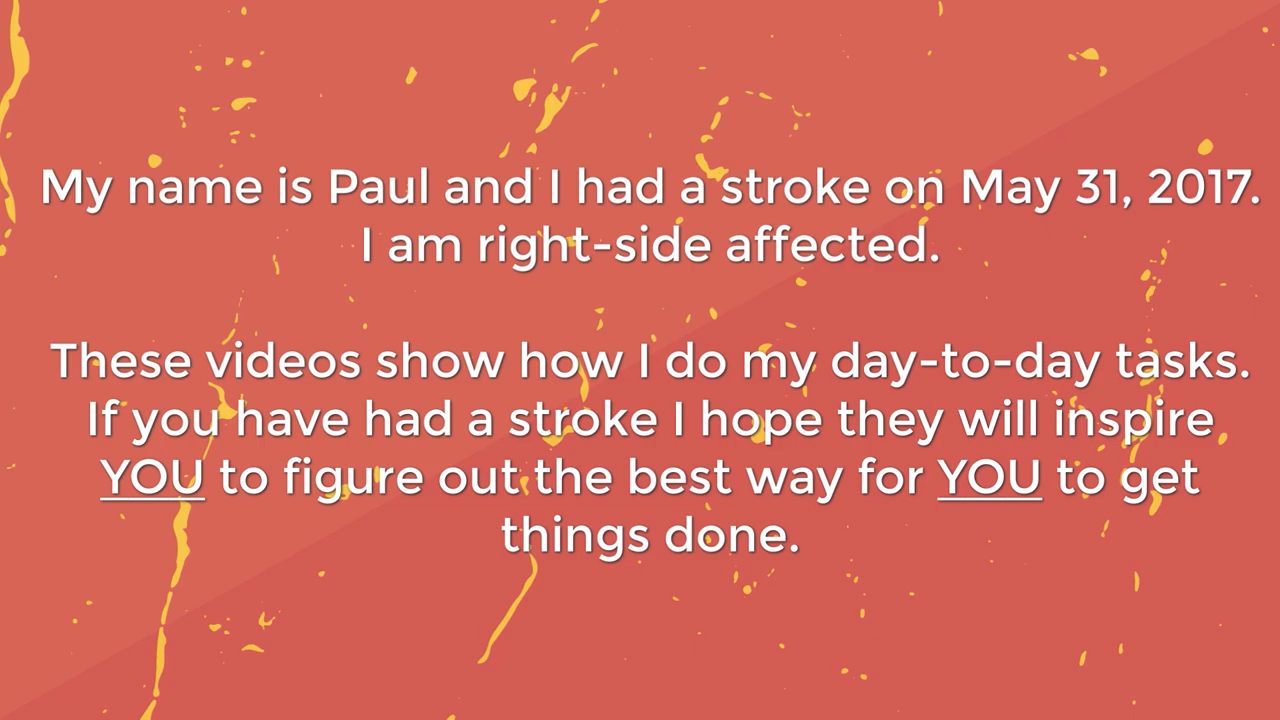 My name is Paul and I had a stroke on May 31, 2017.
I am right-side affected.
These videos show how I do my day-to-day tasks.
If you have had a stroke I hope they will inspire
YOU to figure out the best way for YOU to get
things done.